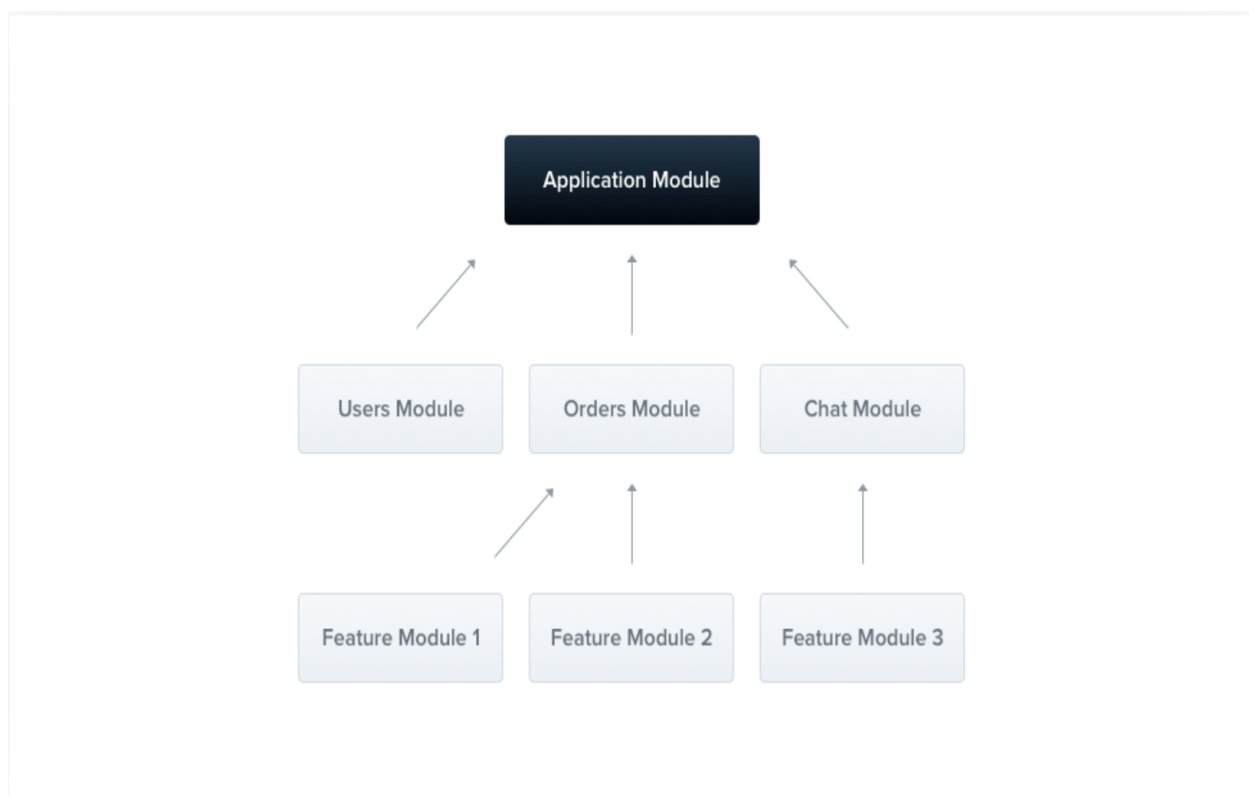 Application Module
Users Module
Orders Module
Chat Module
Feature Module 1
Feature Module 2
Feature Module 3